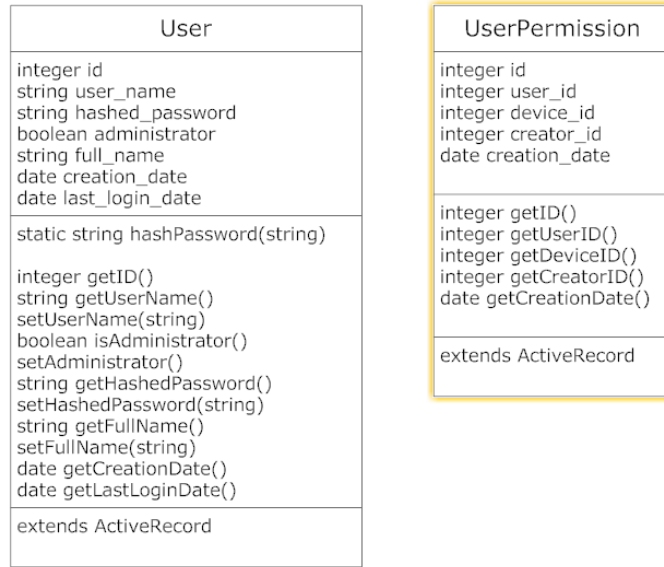 User
integer id
string user_name
string hashed_password
boolean administrator
string full_name
date creation_date
date last_login_date
static string hashPassword(string)
integer getID()
string getUserName()
setUserName(string)
boolean isAdministrator()
setAdministrator()
string getHashedPassword()
setHashedPassword(string)
string getFullName()
setFullName(string)
date getCreationDate()
date getLastLoginDate()
extends ActiveRecord
UserPermission
integer id
integer user_id
integer device_id
integer creator_id
date creation_date
integer getID()
integer getUserID()
integer getDeviceID()
integer getCreatorID()
date getCreationDate()
extends ActiveRecord